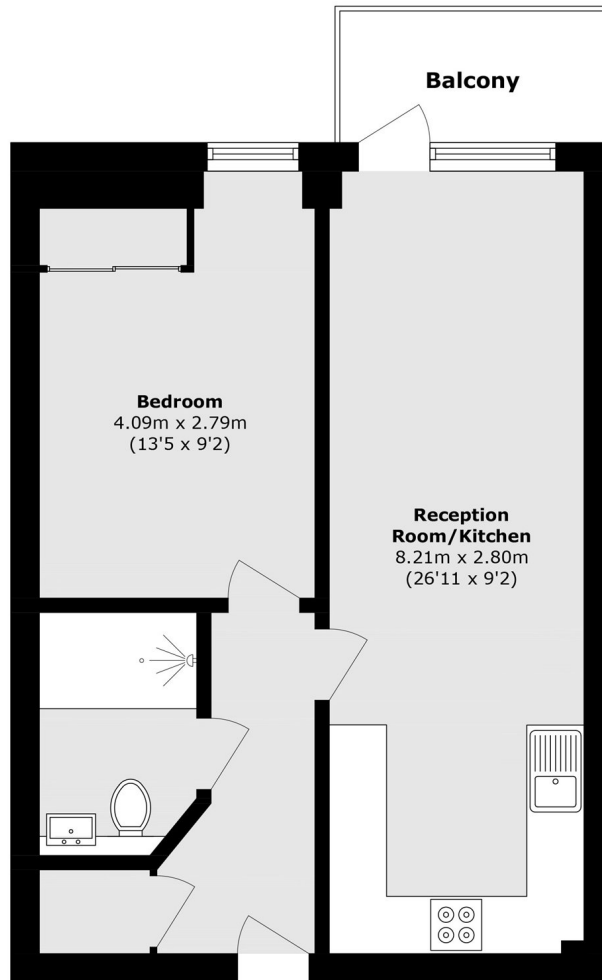 Balcony
Bedroom
4.09m x 2.79m
(13'5 x 9'2)
Reception
Room/Kitchen
8.21m x 2.80m
(26'11 x 9'2)